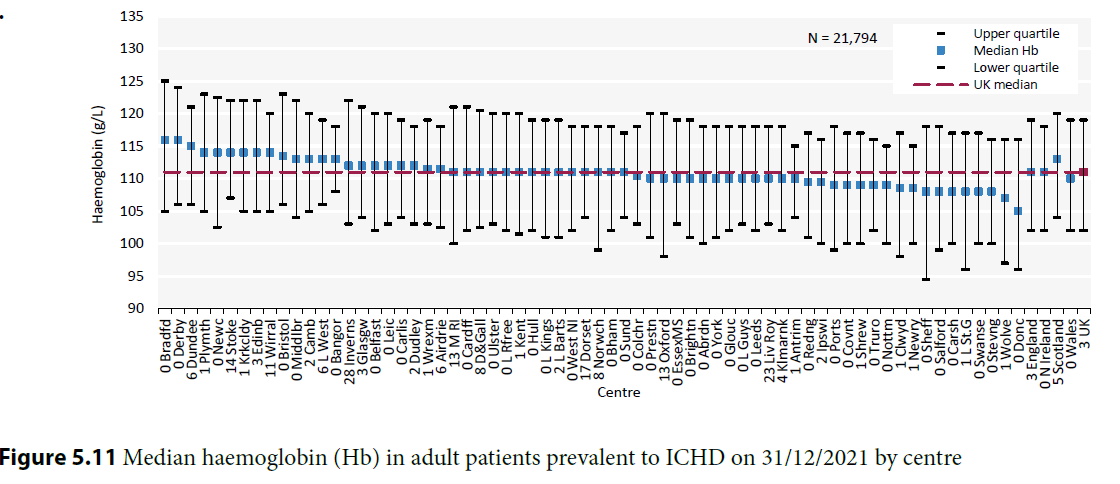 135
130
125
120
115
110
105
100
95
90
Haemoglobin (g/L)
N = 21,794
Upper quartile
Median Hb
Lower quartile
UK median
0 Bradfd
0 Derby
6 Dundee
1 Plymth
0 Newc
14 Stoke
1 Krkcldy
3 Edinb
11 Wirral
0 Bristol
0 Middlbr
2 Camb
6 L West
0 Bangor
28 Inverns
3 Glasgw
0 Belfast
0 Leic
0 Carlis
2 Dudley
1 Wrexm
6 Airdrie
13 M RI
0 Cardff
8 D&Gall
0 Ulster
0 L Rfree
1 Kent
0 Hull
0 L Kings
2 L Barts
0 West NI
17 Dorset
8 Norwch
0 Bham
0 Sund
0 Colchr
0 Prestn
13 Oxford
0 EssexMS
0 Brightn
0 Abrdn
0 York
0 Glouc
0 L Guys
0 Leeds
23 Liv Roy
4 Klmarnk
1 Antrim
0 Redng
2 Ipswi
0 Ports
0 Covnt
1 Shrew
0 Truro
0 Nottm
1 Clwyd
1 Newry
0 Sheff
0 Salford
0 Carsh
1 L St.G
0 Swanse
0 Stevng
1 Wolve
0 Donc
3 England
0 N Ireland
5 Scotland
0 Wales
3 UK
Centre
Figure 5.11 Median haemoglobin (Hb) in adult patients prevalent to ICHD on 31/12/2021 by centre